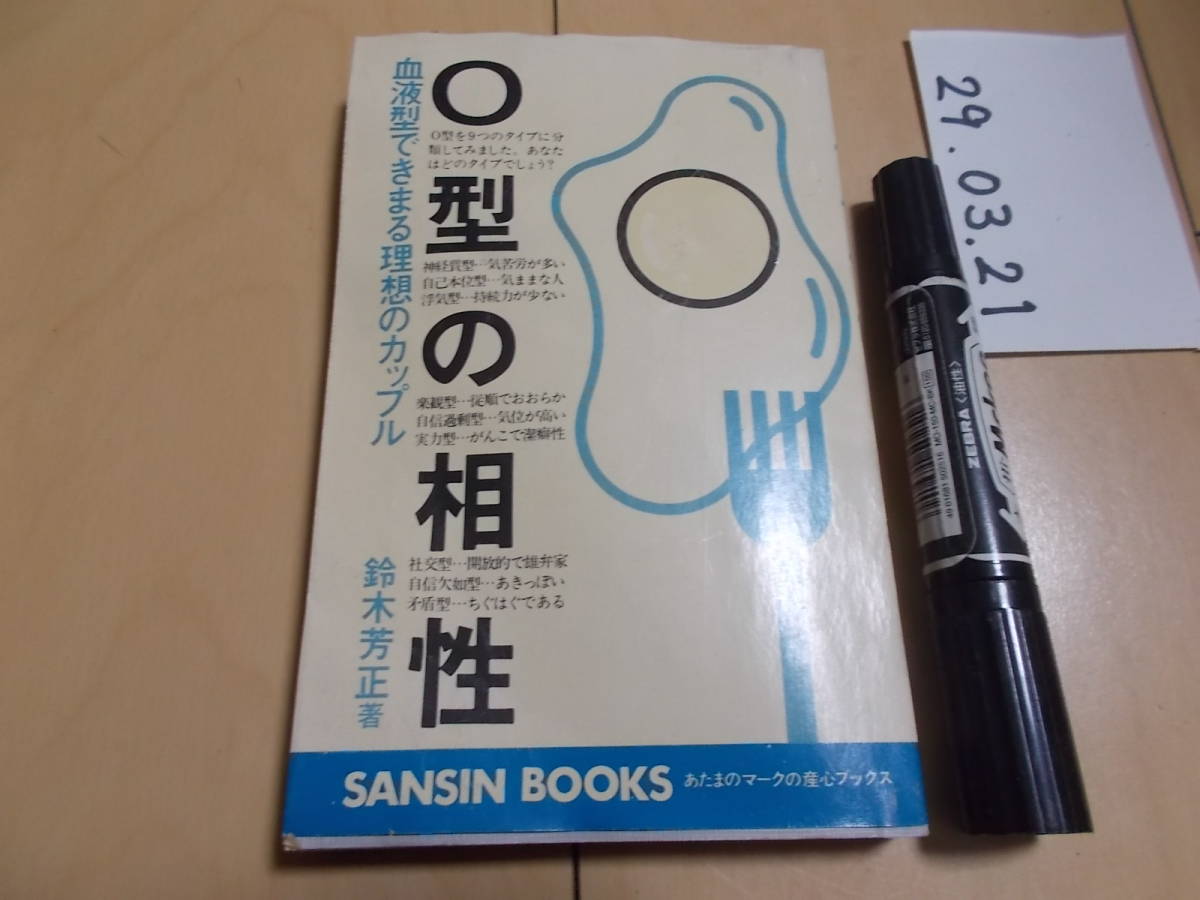 O型の相性
O型を9つのタイプに分
類してみました。あなた
はどのタイプでしょう?
神経質型…気苦労が多い
自己本位型…気ままな人
浮気型…持続力が少ない
楽観型…従順でおおらか
自信過剰型…気位が高い
実力型…がんこで潔癖性
社交型…開放的で雄弁家
自信欠如型…あきっぽい
矛盾型…ちぐはぐである
血液型できまる理想のカップル
鈴木芳正著
SANSIN BOOKS あたまのマークの産心ブックス
29.03.21
ZEBRA〈油性〉